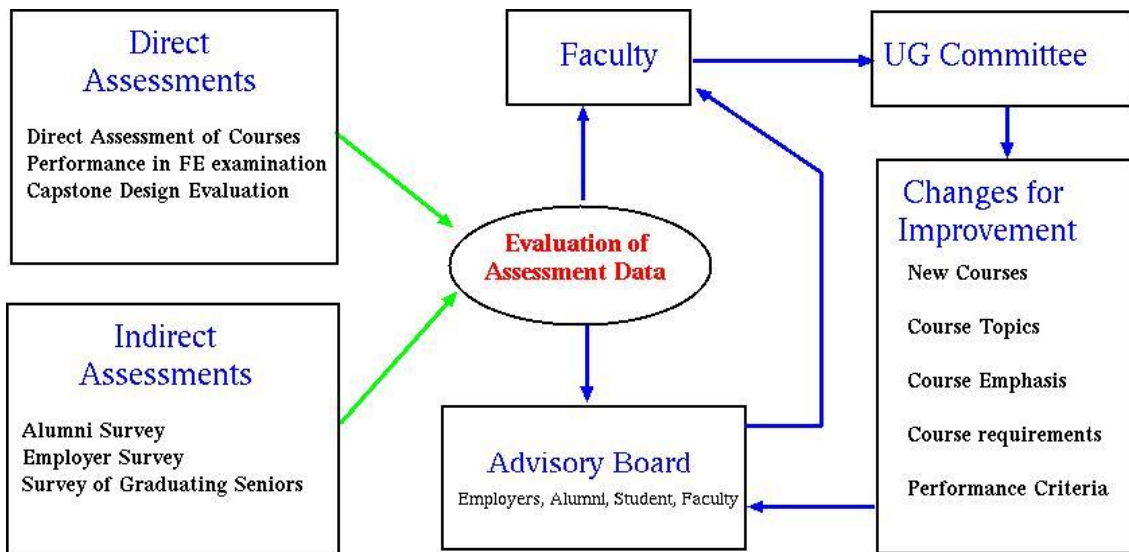 Direct
Assessments
Direct Assessment of Courses
Performance in FE examination
Capstone Design Evaluation
Indirect
Assessments
Alumni Survey
Employer Survey
Survey of Graduating Seniors
Faculty
Evaluation of
Assessment Data
Advisory Board
Employers, Alumni, Student, Faculty
UG Committee
Changes for
Improvement
New Courses
Course Topics
Course Emphasis
Course requirements
Performance Criteria